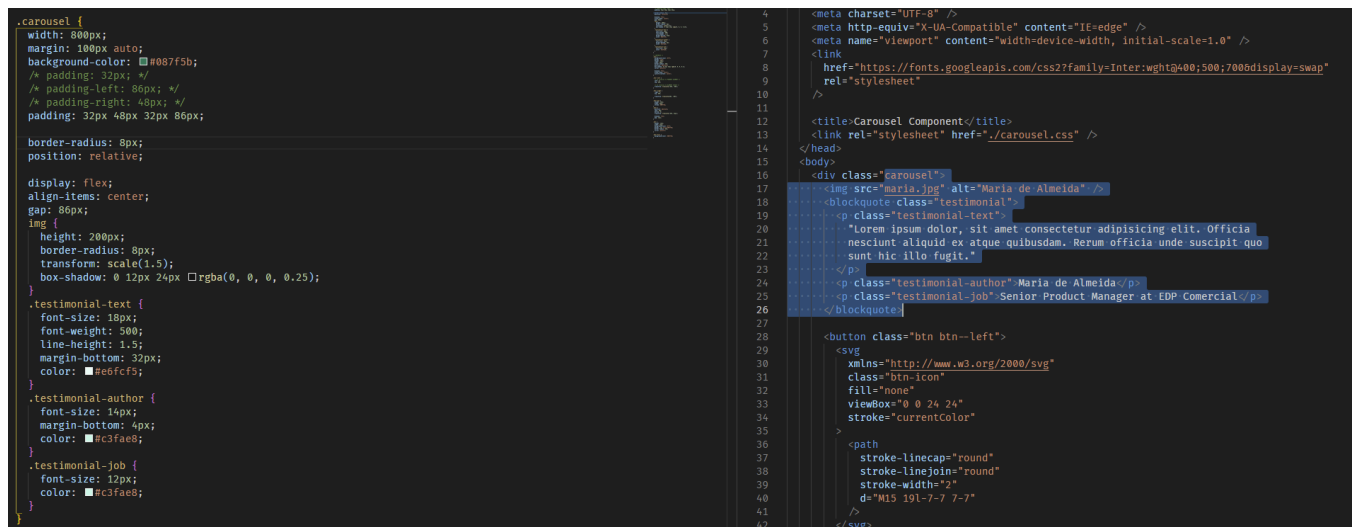 .carousel {
width: 800px;
margin: 100px auto;
background-color: #087f5b;
/* padding: 32px; */
/* padding-left: 86px; */
/* padding-right: 48px; */
padding: 32px 48px 32px 86px;
border-radius: 8px;
position: relative;
display: flex;
align-items: center;
gap: 86px;
img {
height: 200px;
border-radius: 8px;
transform: scale(1.5);
box-shadow: 0 12px 24px rgba(0, 0, 0, 0.25);
}
.testimonial-text {
font-size: 18px;
font-weight: 500;
line-height: 1.5;
margin-bottom: 32px;
color: #e6fcf5;
}
.testimonial-author {
font-size: 14px;
margin-bottom: 4px;
color: #c3fae8;
}
.testimonial-job {
font-size: 12px;
color: #c3fae8;
}
}
4 <meta charset="UTF-8" />
5 <meta http-equiv="X-UA-Compatible" content="IE=edge" />
6 <meta name="viewport" content="width=device-width, initial-scale=1.0" />
7 <link
8 href="https://fonts.googleapis.com/css2?family=Inter:wght@400;500;700&display=swap"
9 rel="stylesheet"
10 />
11
12 <title>Carousel Component</title>
13 <link rel="stylesheet" href="./carousel.css" />
14 </head>
15 <body>
16 <div class="carousel">
17 <img src="maria.jpg" alt="Maria de Almeida" />
18 <blockquote class="testimonial">
19 <p class="testimonial-text">
20 "Lorem ipsum dolor, sit amet consectetur adipisicing elit. Officia
21 nesciunt aliquid ex atque quibusdam. Rerum officia unde suscipit quo
22 sunt hic illo fugit."
23 </p>
24 <p class="testimonial-author">Maria de Almeida</p>
25 <p class="testimonial-job">Senior Product Manager at EDP Comercial</p>
26 </blockquote>
27
28 <button class="btn btn--left">
29 <svg
30 xmlns="http://www.w3.org/2000/svg"
31 class="btn-icon"
32 fill="none"
33 viewBox="0 0 24 24"
34 stroke="currentColor"
35 >
36 <path
37 stroke-linecap="round"
38 stroke-linejoin="round"
39 stroke-width="2"
40 d="M15 19l-7-7 7-7"
41 />
42 </svg>